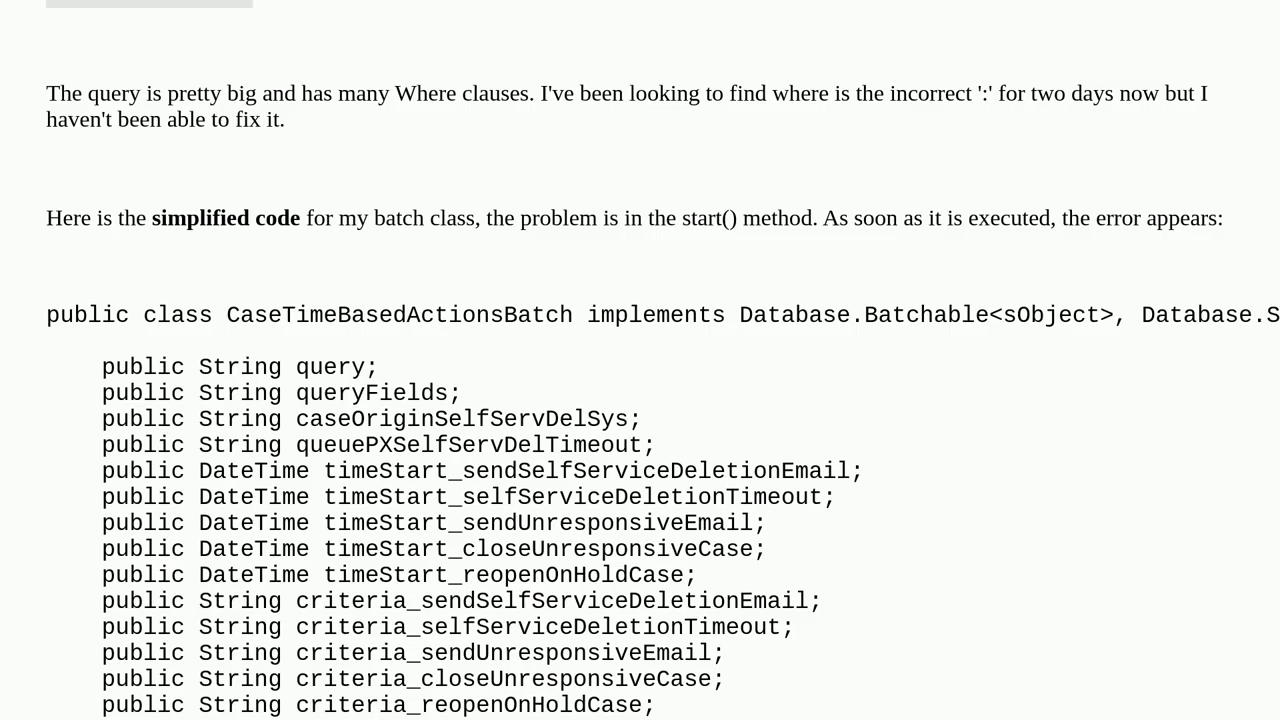 The query is pretty big and has many Where clauses. I've been looking to find where is the incorrect ':' for two days now but I
haven't been able to fix it.
Here is the simplified code for my batch class, the problem is in the start() method. As soon as it is executed, the error appears:
public class CaseTimeBasedActionsBatch implements Database.Batchable<sObject>, Database.S
public String query;
public String queryFields;
public String caseOriginSelfServDelSys;
public String queuePXSelfServDelTimeout;
public DateTime timeStart_sendSelfServiceDeletionEmail;
public DateTime timeStart_selfServiceDeletionTimeout;
public DateTime timeStart_sendUnresponsiveEmail;
public DateTime timeStart_closeUnresponsiveCase;
public DateTime timeStart_reopenOnHoldCase;
public String criteria_sendSelfServiceDeletionEmail;
public String criteria_selfServiceDeletionTimeout;
public String criteria_sendUnresponsiveEmail;
public String criteria_closeUnresponsiveCase;
public String criteria_reopenOnHoldCase;